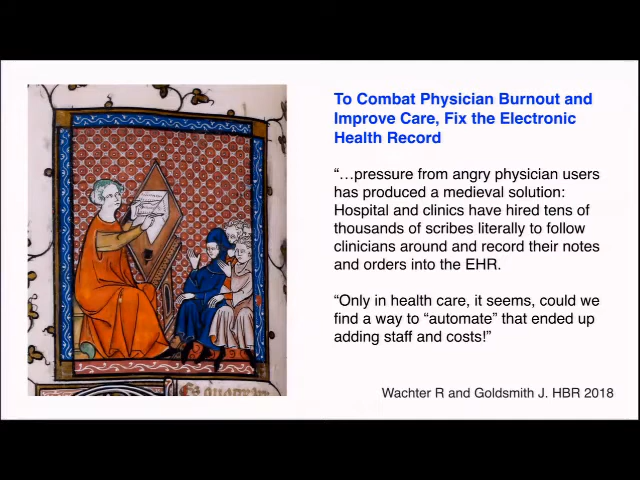 To Combat Physician Burnout and
Improve Care, Fix the Electronic
Health Record
“…pressure from angry physician users
has produced a medieval solution:
Hospital and clinics have hired tens of
thousands of scribes literally to follow
clinicians around and record their notes
and orders into the EHR.
“Only in health care, it seems, could we
find a way to “automate” that ended up
adding staff and costs!”
Wachter R and Goldsmith J. HBR 2018